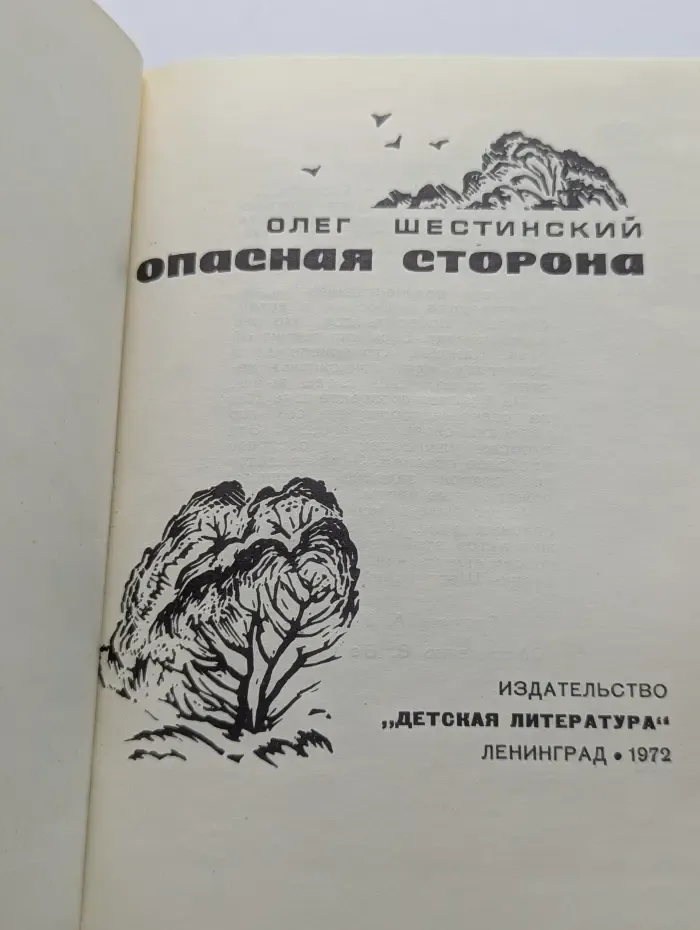 ОЛЕГ ШЕСТИНСКИЙ
ОПАСНАЯ СТОРОНА
ИЗДАТЕЛЬСТВО
„ДЕТСКАЯ ЛИТЕРАТУРА“
ЛЕНИНГРАД • 1972